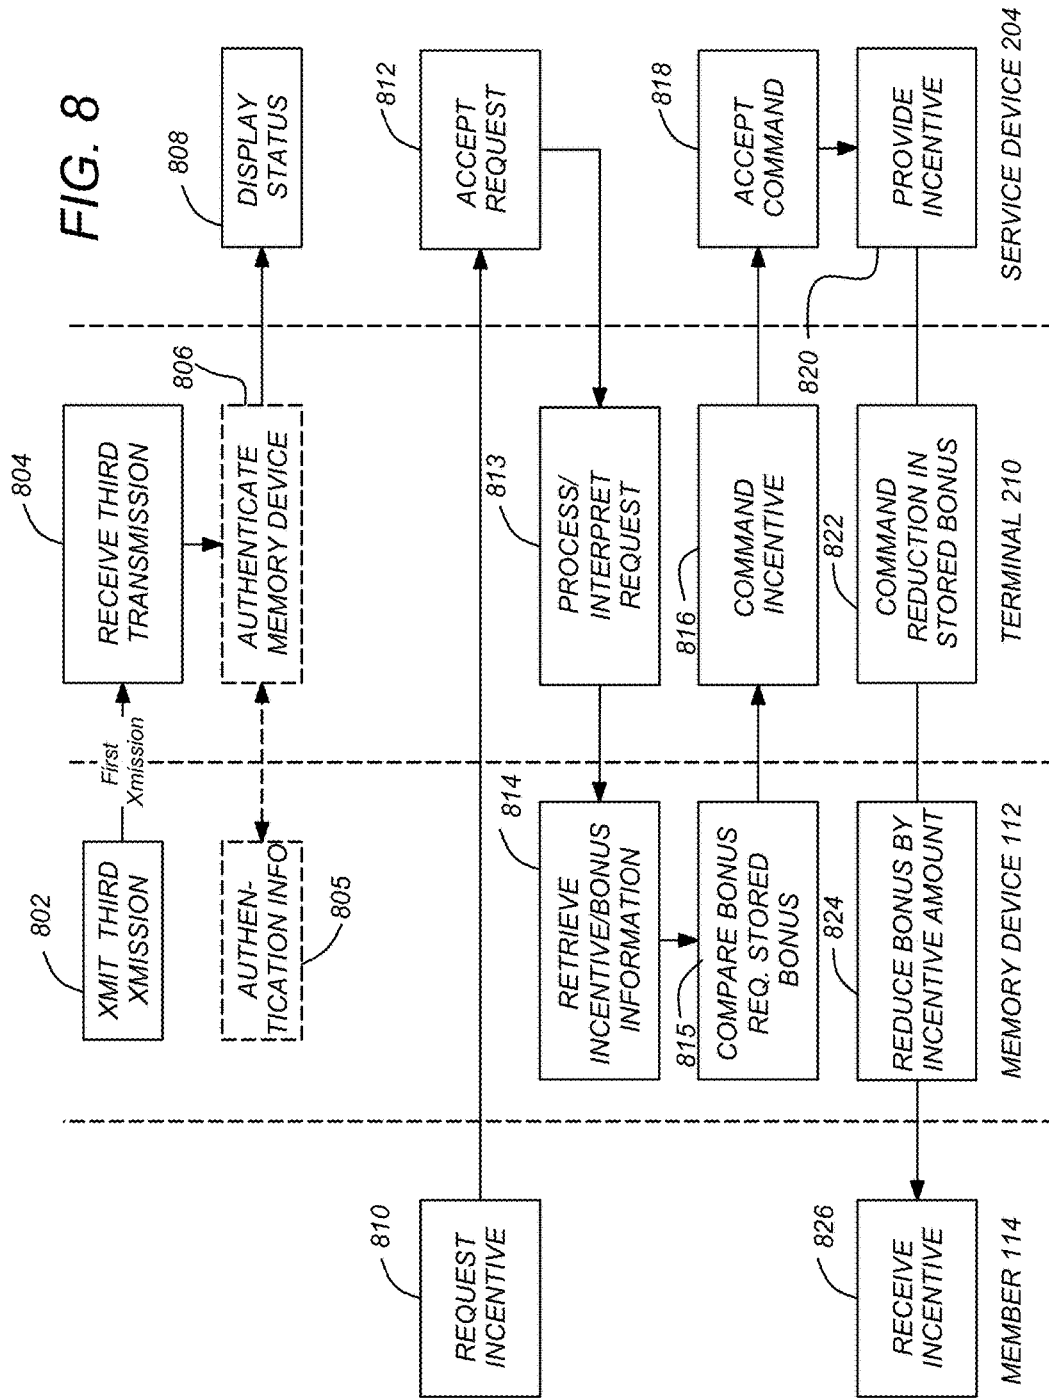 FIG. 8
802
XMIT THIRD
XMISSION
First
Xmission
804
RECEIVE THIRD
TRANSMISSION
805
AUTHEN-
TICATION INFO
806
AUTHENTICATE
MEMORY DEVICE
808
DISPLAY
STATUS
810
REQUEST
INCENTIVE
812
ACCEPT
REQUEST
813
PROCESS/
INTERPRET
REQUEST
814
RETRIEVE
INCENTIVE/BONUS
INFORMATION
815
COMPARE BONUS
REQ. STORED
BONUS
816
COMMAND
INCENTIVE
818
ACCEPT
COMMAND
820
PROVIDE
INCENTIVE
822
COMMAND
REDUCTION IN
STORED BONUS
824
REDUCE BONUS BY
INCENTIVE AMOUNT
826
RECEIVE
INCENTIVE
MEMBER 114
MEMORY DEVICE 112
TERMINAL 210
SERVICE DEVICE 204